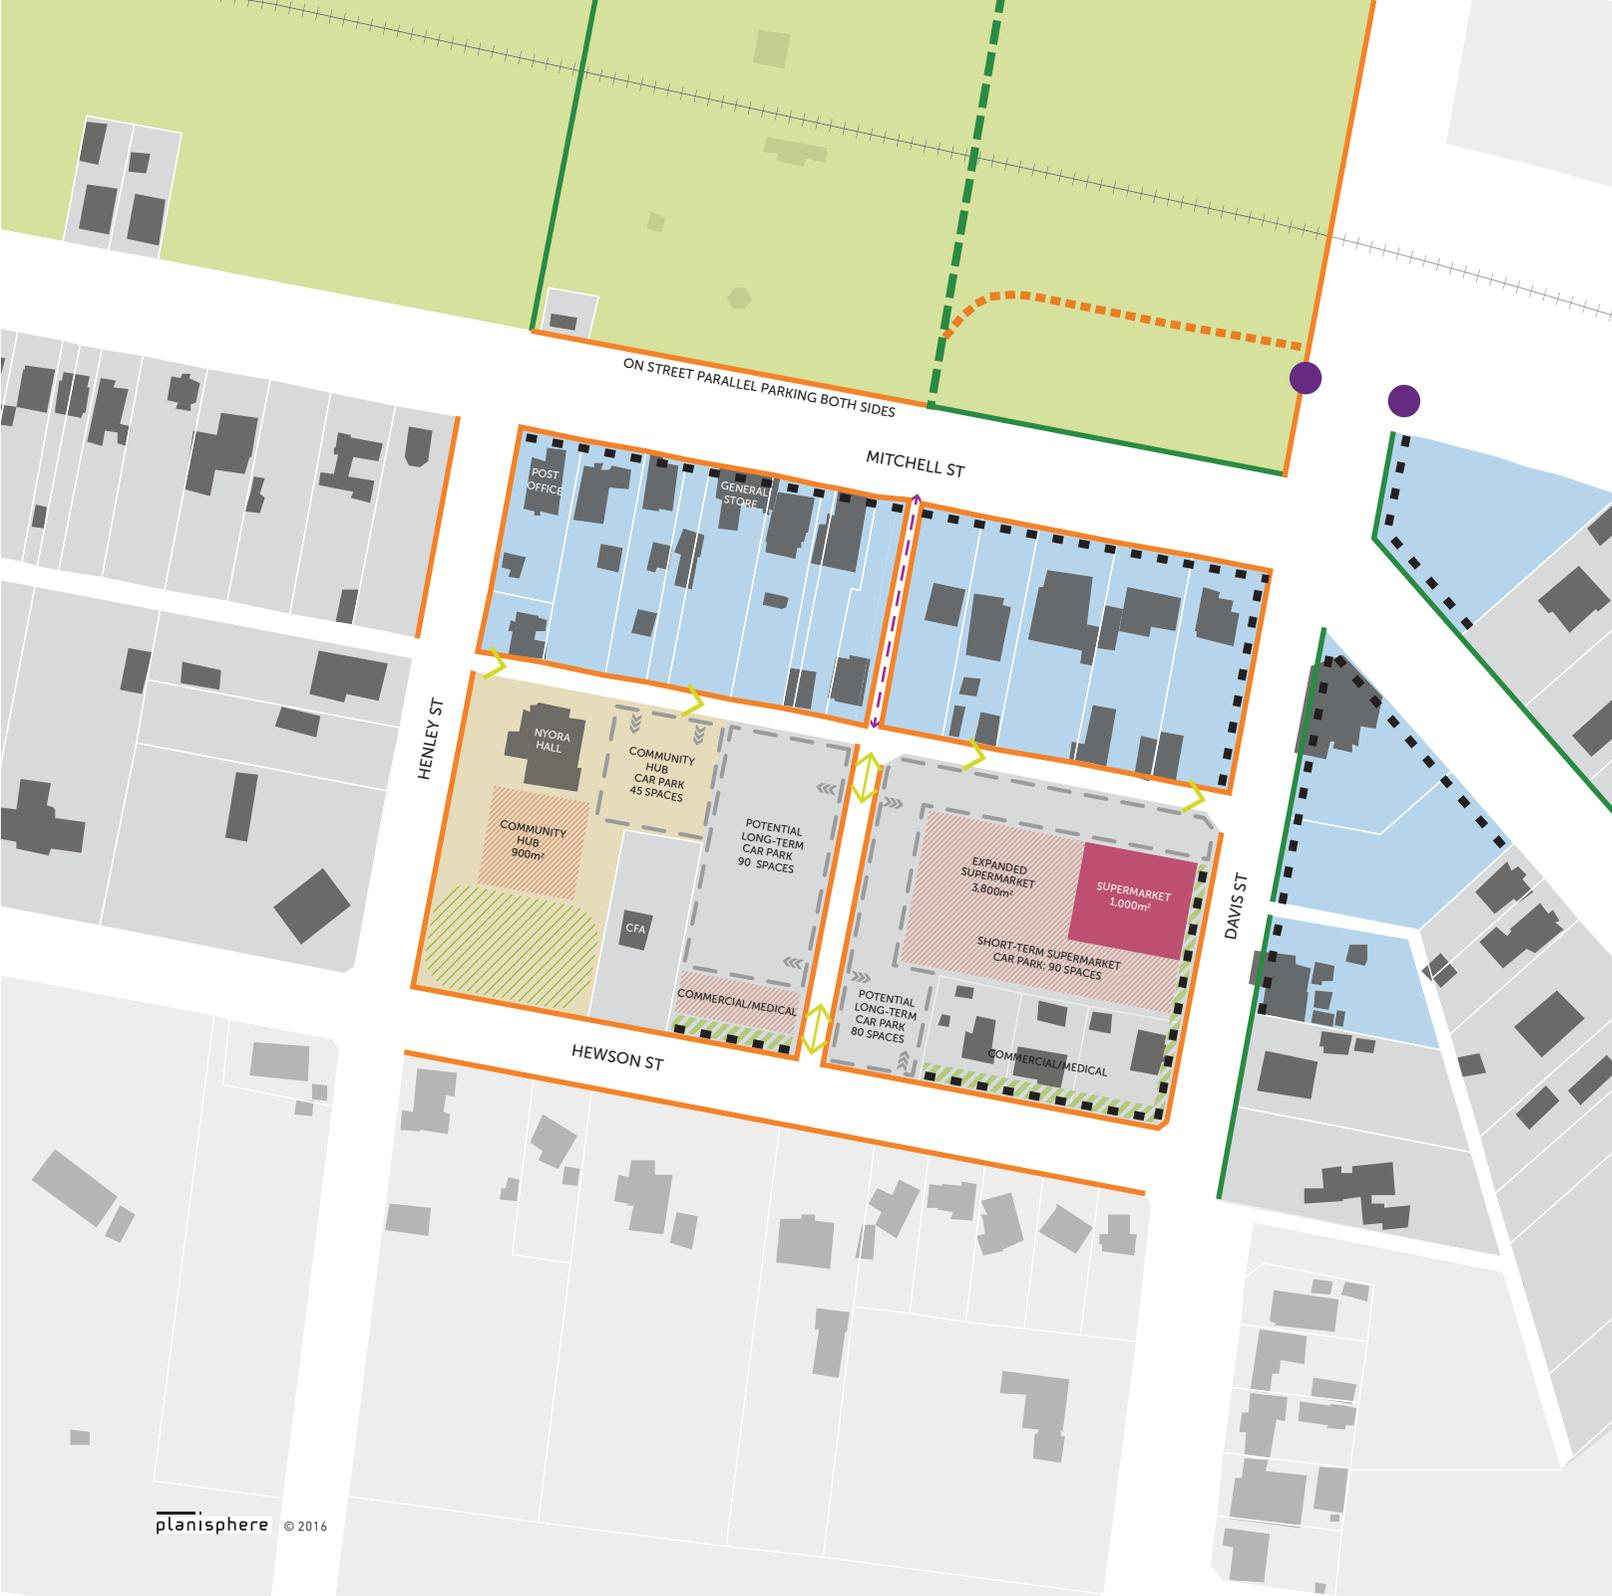 ON STREET PARALLEL PARKING BOTH SIDES
MITCHELL ST
POST
OFFICE
GENERAL
STORE
HENLEY ST
NYORA
HALL
COMMUNITY
HUB
CAR PARK
45 SPACES
COMMUNITY
HUB
900m²
POTENTIAL
LONG-TERM
CAR PARK
90 SPACES
EXPANDED
SUPERMARKET
3,800m²
SUPERMARKET
1,000m²
DAVIS ST
CFA
SHORT-TERM SUPERMARKET
CAR PARK: 90 SPACES
COMMERCIAL/MEDICAL
POTENTIAL
LONG-TERM
CAR PARK
80 SPACES
COMMERCIAL/MEDICAL
HEWSON ST
planisphere © 2016